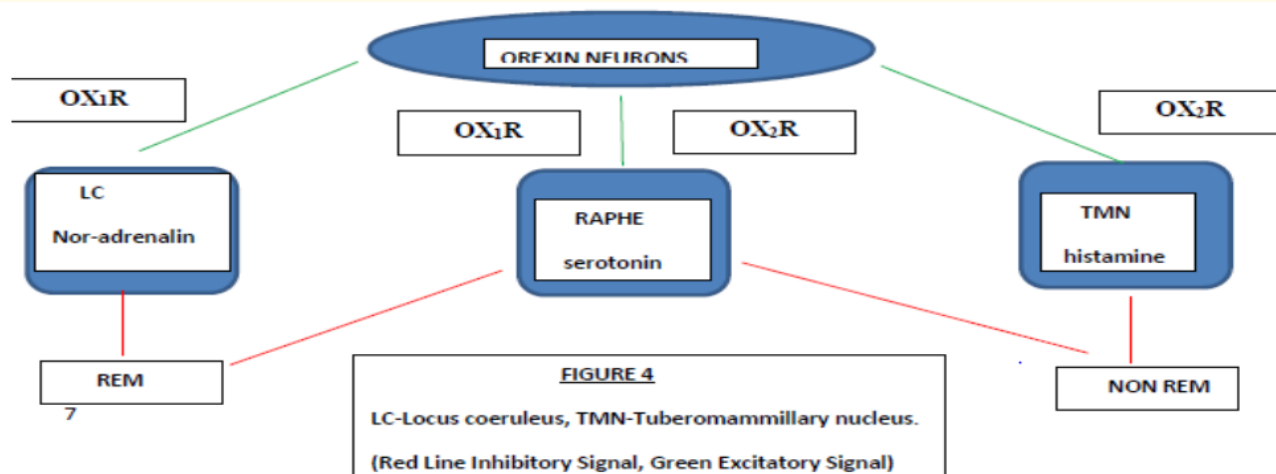 OREXIN NEURONS
OX₁R
OX₁R
OX₂R
OX₂R
LC
Nor-adrenalin
RAPHE
serotonin
TMN
histamine
REM
7
NON REM
FIGURE 4
LC-Locus coeruleus, TMN-Tuberomammillary nucleus.
(Red Line Inhibitory Signal, Green Excitatory Signal)